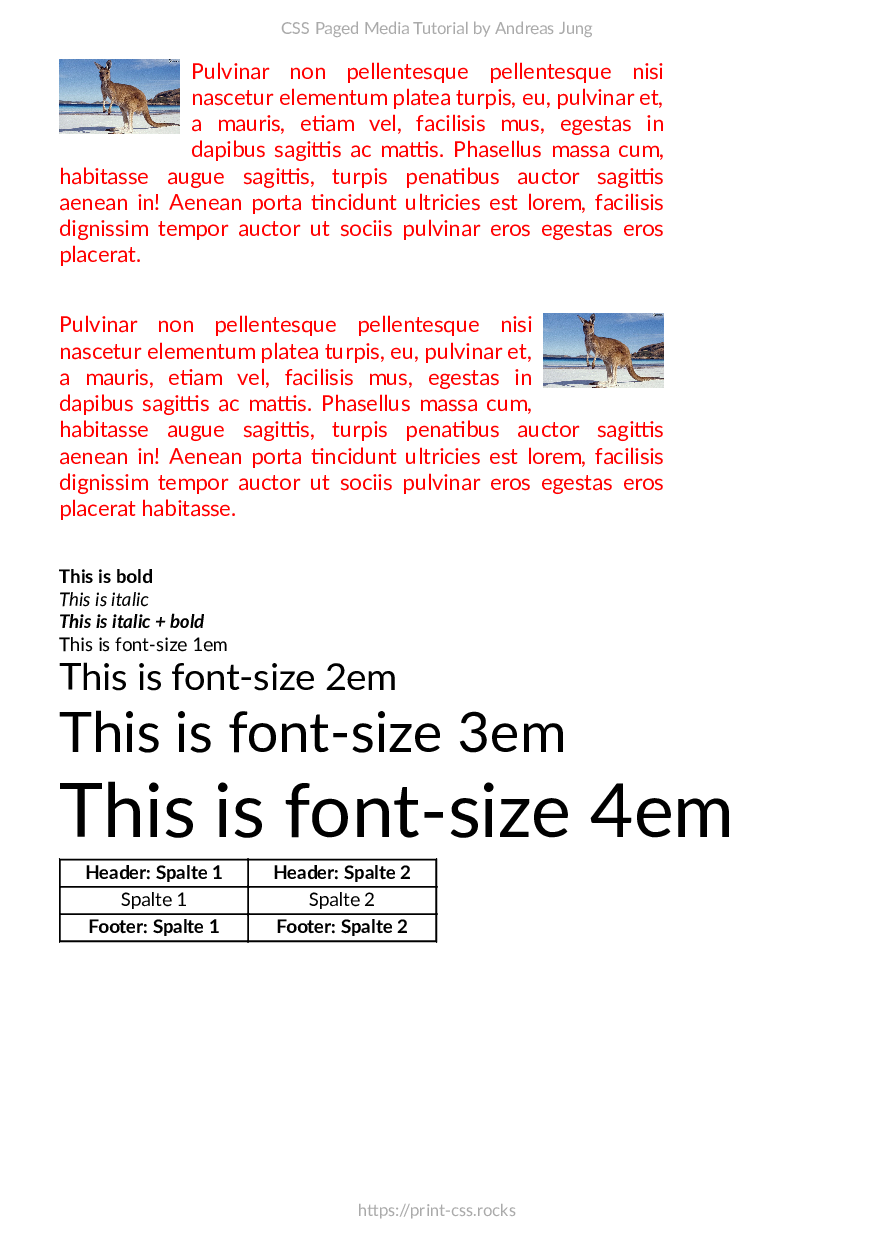 CSS Paged Media Tutorial by Andreas Jung
Pulvinar non pellentesque pellentesque nisi
nascetur elementum platea turpis, eu, pulvinar et,
a mauris, etiam vel, facilisis mus, egestas in
dapibus sagittis ac mattis. Phasellus massa cum,
habitasse augue sagittis, turpis penatibus auctor sagittis
aenean in! Aenean porta tincidunt ultricies est lorem, facilisis
dignissim tempor auctor ut sociis pulvinar eros egestas eros
placerat.
Pulvinar non pellentesque pellentesque nisi
nascetur elementum platea turpis, eu, pulvinar et,
a mauris, etiam vel, facilisis mus, egestas in
dapibus sagittis ac mattis. Phasellus massa cum,
habitasse augue sagittis, turpis penatibus auctor sagittis
aenean in! Aenean porta tincidunt ultricies est lorem, facilisis
dignissim tempor auctor ut sociis pulvinar eros egestas eros
placerat habitasse.
This is bold
This is italic
This is italic + bold
This is font-size 1em
This is font-size 2em
This is font-size 3em
This is font-size 4em
Header: Spalte 1 Header: Spalte 2
Spalte 1 Spalte 2
Footer: Spalte 1 Footer: Spalte 2
https://print-css.rocks